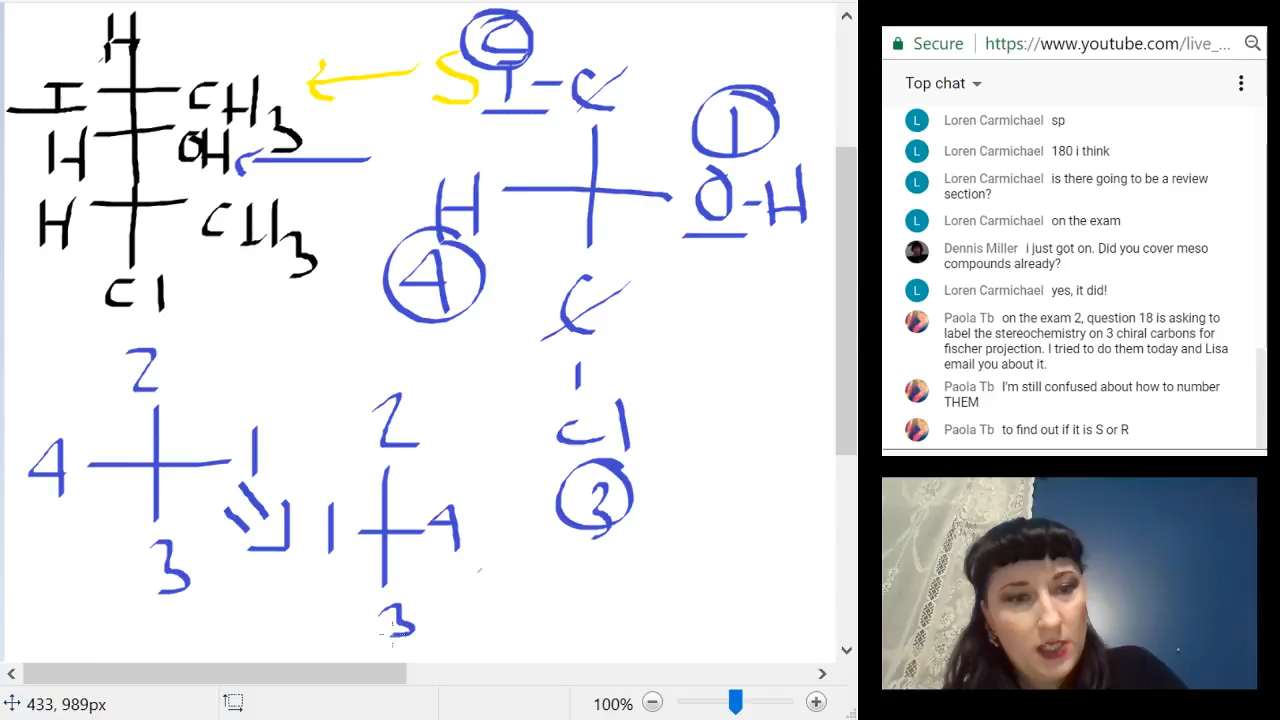 H
I CH3
H OH
H CH3
Cl
S
I-C
1
H O-H
4
C
Cl
3
2
4 1
3
2
1 4
3
433, 989px
100%
Secure https://www.youtube.com/live_...
Top chat
L Loren Carmichael sp
L Loren Carmichael 180 i think
L Loren Carmichael is there going to be a review
section?
L Loren Carmichael on the exam
Dennis Miller i just got on. Did you cover meso
compounds already?
L Loren Carmichael yes, it did!
Paola Tb on the exam 2, question 18 is asking to
label the stereochemistry on 3 chiral carbons for
fischer projection. I tried to do them today and Lisa
email you about it.
Paola Tb I'm still confused about how to number
THEM
Paola Tb to find out if it is S or R